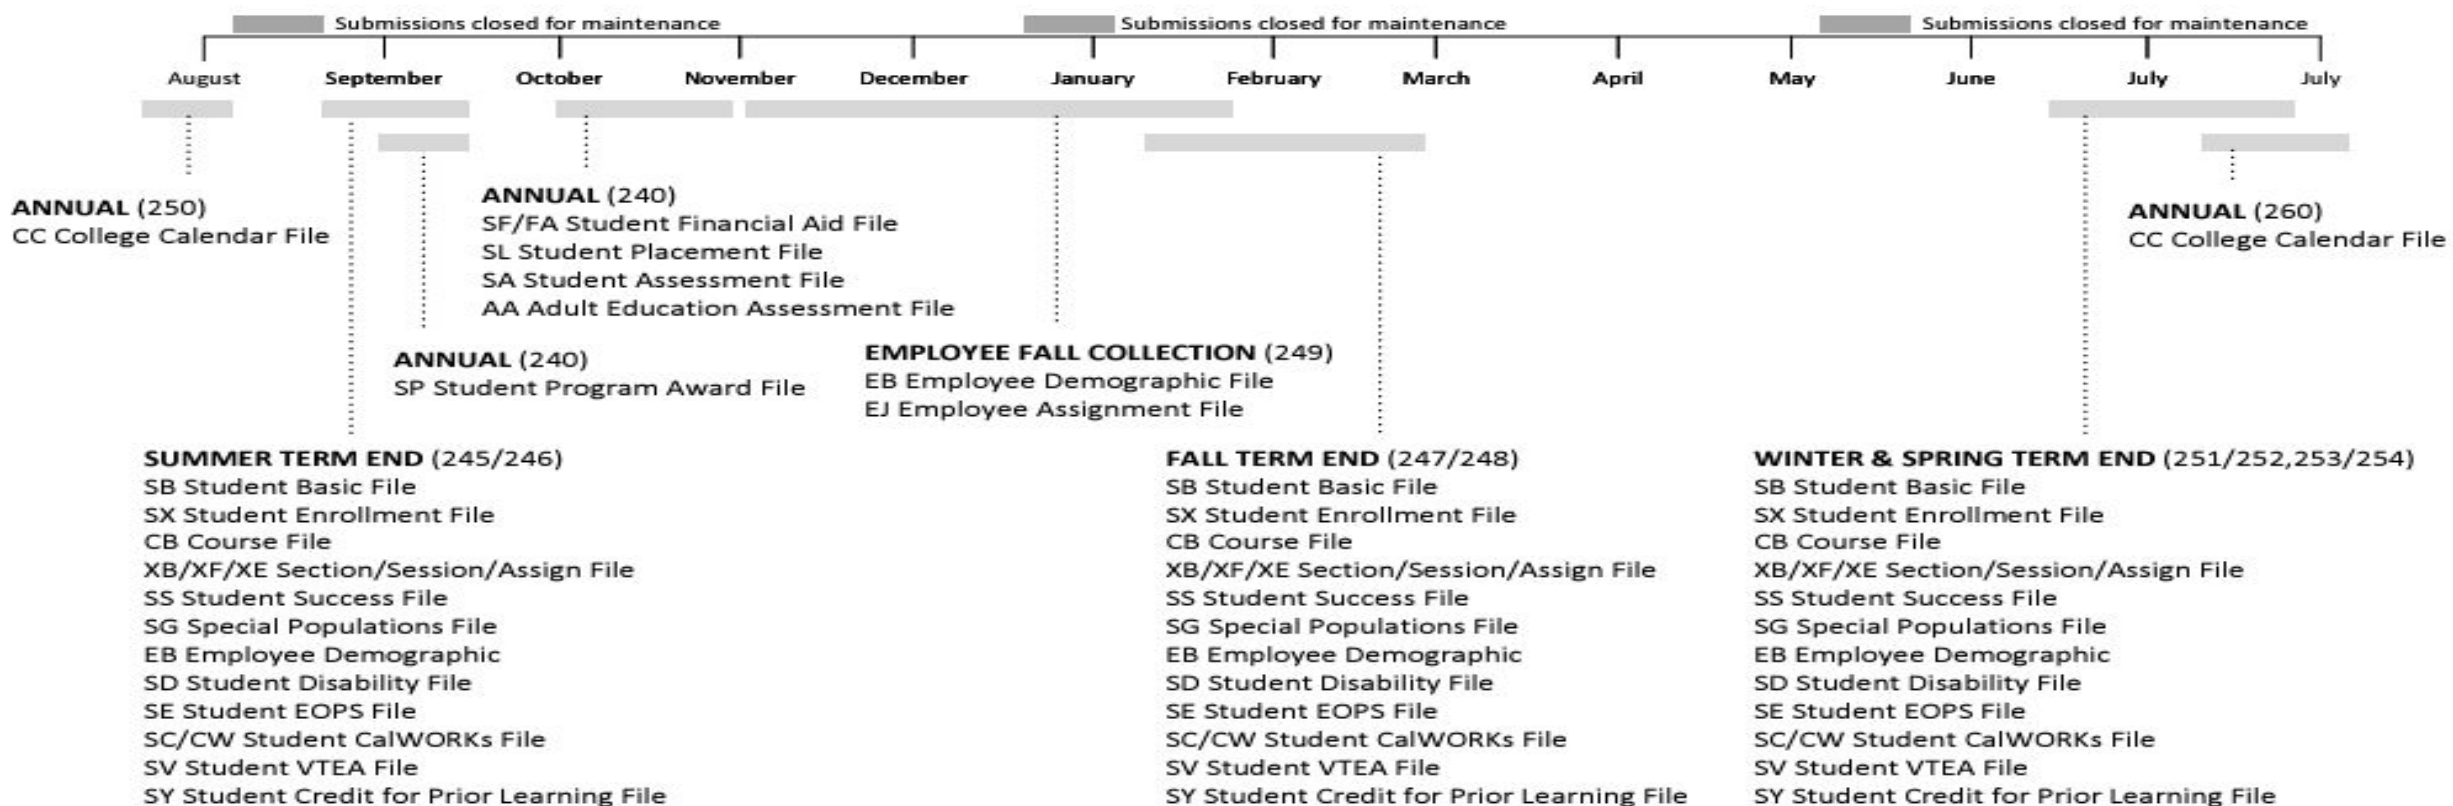 Submissions closed for maintenance
Submissions closed for maintenance
Submissions closed for maintenance
August
September
October
November
December
January
February
March
April
May
June
July
July
ANNUAL (250)
CC College Calendar File
ANNUAL (240)
SF/FA Student Financial Aid File
SL Student Placement File
SA Student Assessment File
AA Adult Education Assessment File
ANNUAL (260)
CC College Calendar File
ANNUAL (240)
SP Student Program Award File
EMPLOYEE FALL COLLECTION (249)
EB Employee Demographic File
EJ Employee Assignment File
SUMMER TERM END (245/246)
SB Student Basic File
SX Student Enrollment File
CB Course File
XB/XF/XE Section/Session/Assign File
SS Student Success File
SG Special Populations File
EB Employee Demographic
SD Student Disability File
SE Student EOPS File
SC/CW Student CalWORKs File
SV Student VTEA File
SY Student Credit for Prior Learning File
FALL TERM END (247/248)
SB Student Basic File
SX Student Enrollment File
CB Course File
XB/XF/XE Section/Session/Assign File
SS Student Success File
SG Special Populations File
EB Employee Demographic
SD Student Disability File
SE Student EOPS File
SC/CW Student CalWORKs File
SV Student VTEA File
SY Student Credit for Prior Learning File
WINTER & SPRING TERM END (251/252,253/254)
SB Student Basic File
SX Student Enrollment File
CB Course File
XB/XF/XE Section/Session/Assign File
SS Student Success File
SG Special Populations File
EB Employee Demographic
SD Student Disability File
SE Student EOPS File
SC/CW Student CalWORKs File
SV Student VTEA File
SY Student Credit for Prior Learning File